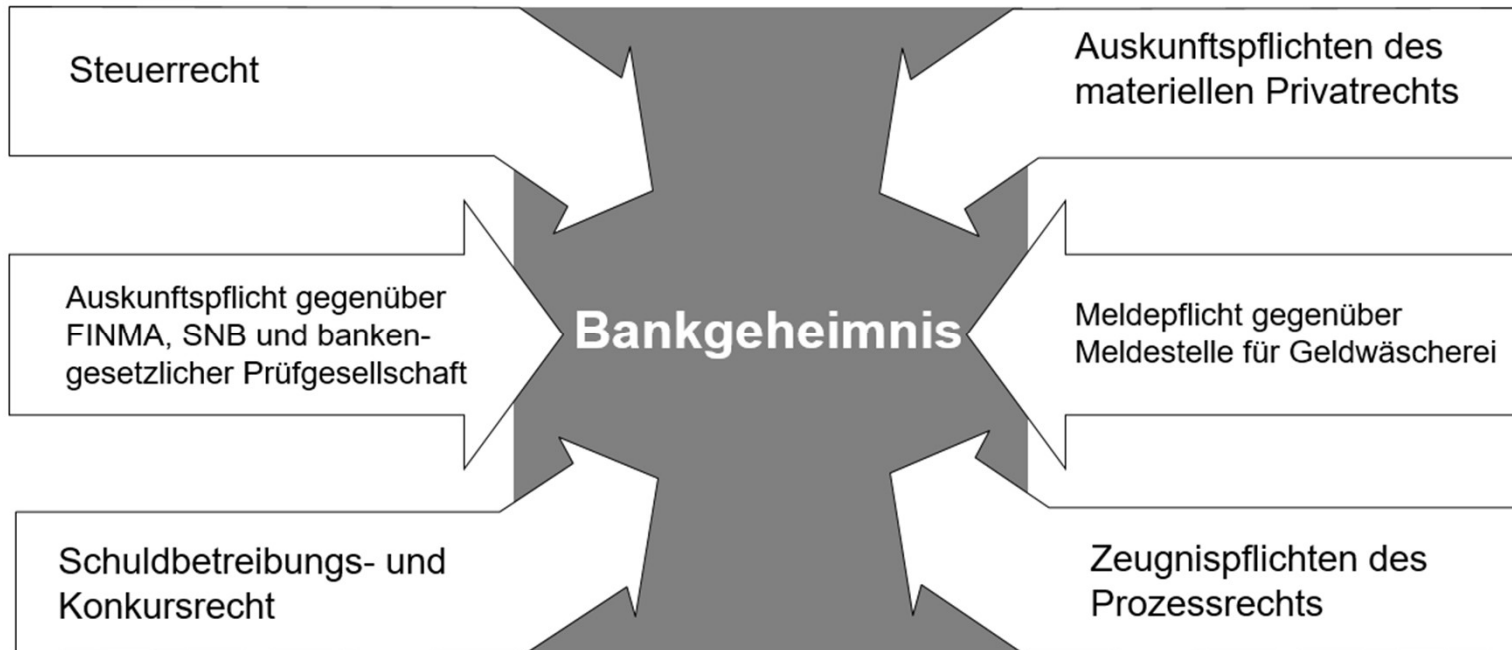 Steuerrecht
Auskunftspflichten des
materiellen Privatrechts
Auskunftspflicht gegenüber
FINMA, SNB und banken-
gesetzlicher Prüfgesellschaft
Bankgeheimnis
Meldepflicht gegenüber
Meldestelle für Geldwäscherei
Schuldbetreibungs- und
Konkursrecht
Zeugnispflichten des
Prozessrechts